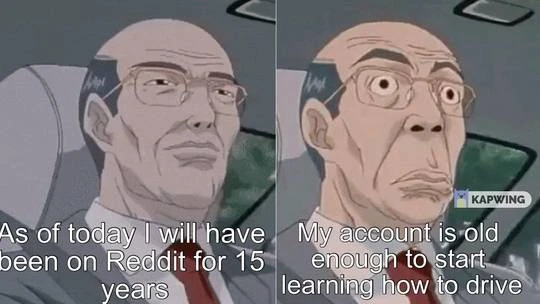 As of today I will have
been on Reddit for 15
years
My account is old
enough to start
learning how to drive
KAPWING